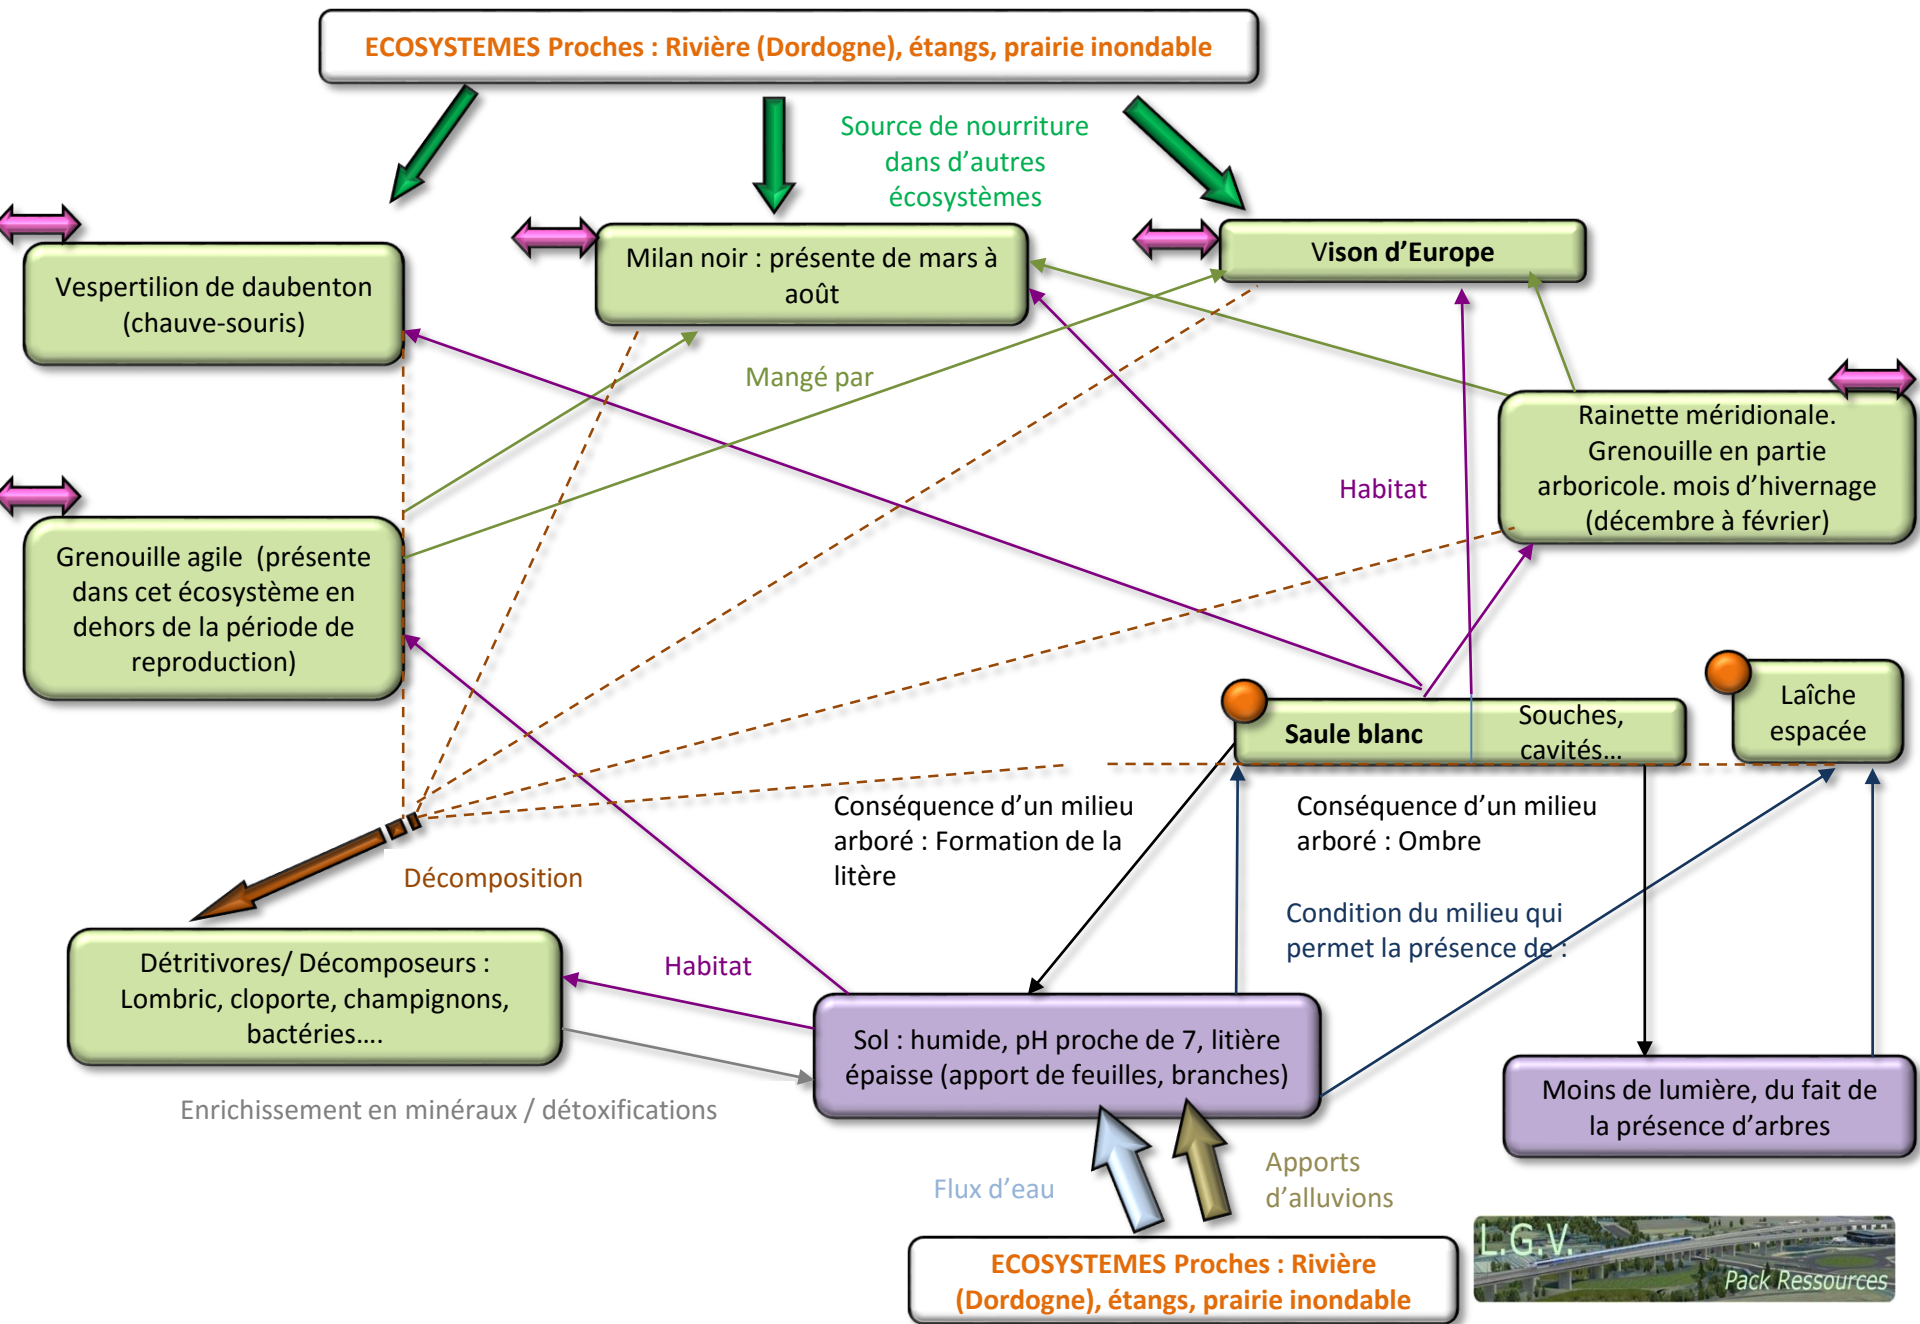 ECOSYSTEMES Proches : Rivière (Dordogne), étangs, prairie inondable
Source de nourriture
dans d’autres
écosystèmes
Vespertilion de daubenton
(chauve-souris)
Milan noir : présente de mars à
août
Vison d’Europe
Mangé par
Rainette méridionale.
Grenouille en partie
arboricole. mois d’hivernage
(décembre à février)
Habitat
Grenouille agile  (présente
dans cet écosystème en
dehors de la période de
reproduction)
Saule blanc
Souches,
cavités…
Laîche
espacée
Conséquence d’un milieu
arboré : Formation de la
litère
Conséquence d’un milieu
arboré : Ombre
Décomposition
Condition du milieu qui
permet la présence de :
Détritivores/ Décomposeurs :
Lombric, cloporte, champignons,
bactéries….
Habitat
Sol : humide, pH proche de 7, litière
épaisse (apport de feuilles, branches)
Moins de lumière, du fait de
la présence d’arbres
Enrichissement en minéraux / détoxifications
Flux d’eau
Apports
d’alluvions
ECOSYSTEMES Proches : Rivière
(Dordogne), étangs, prairie inondable
L.G.V.
Pack Ressources